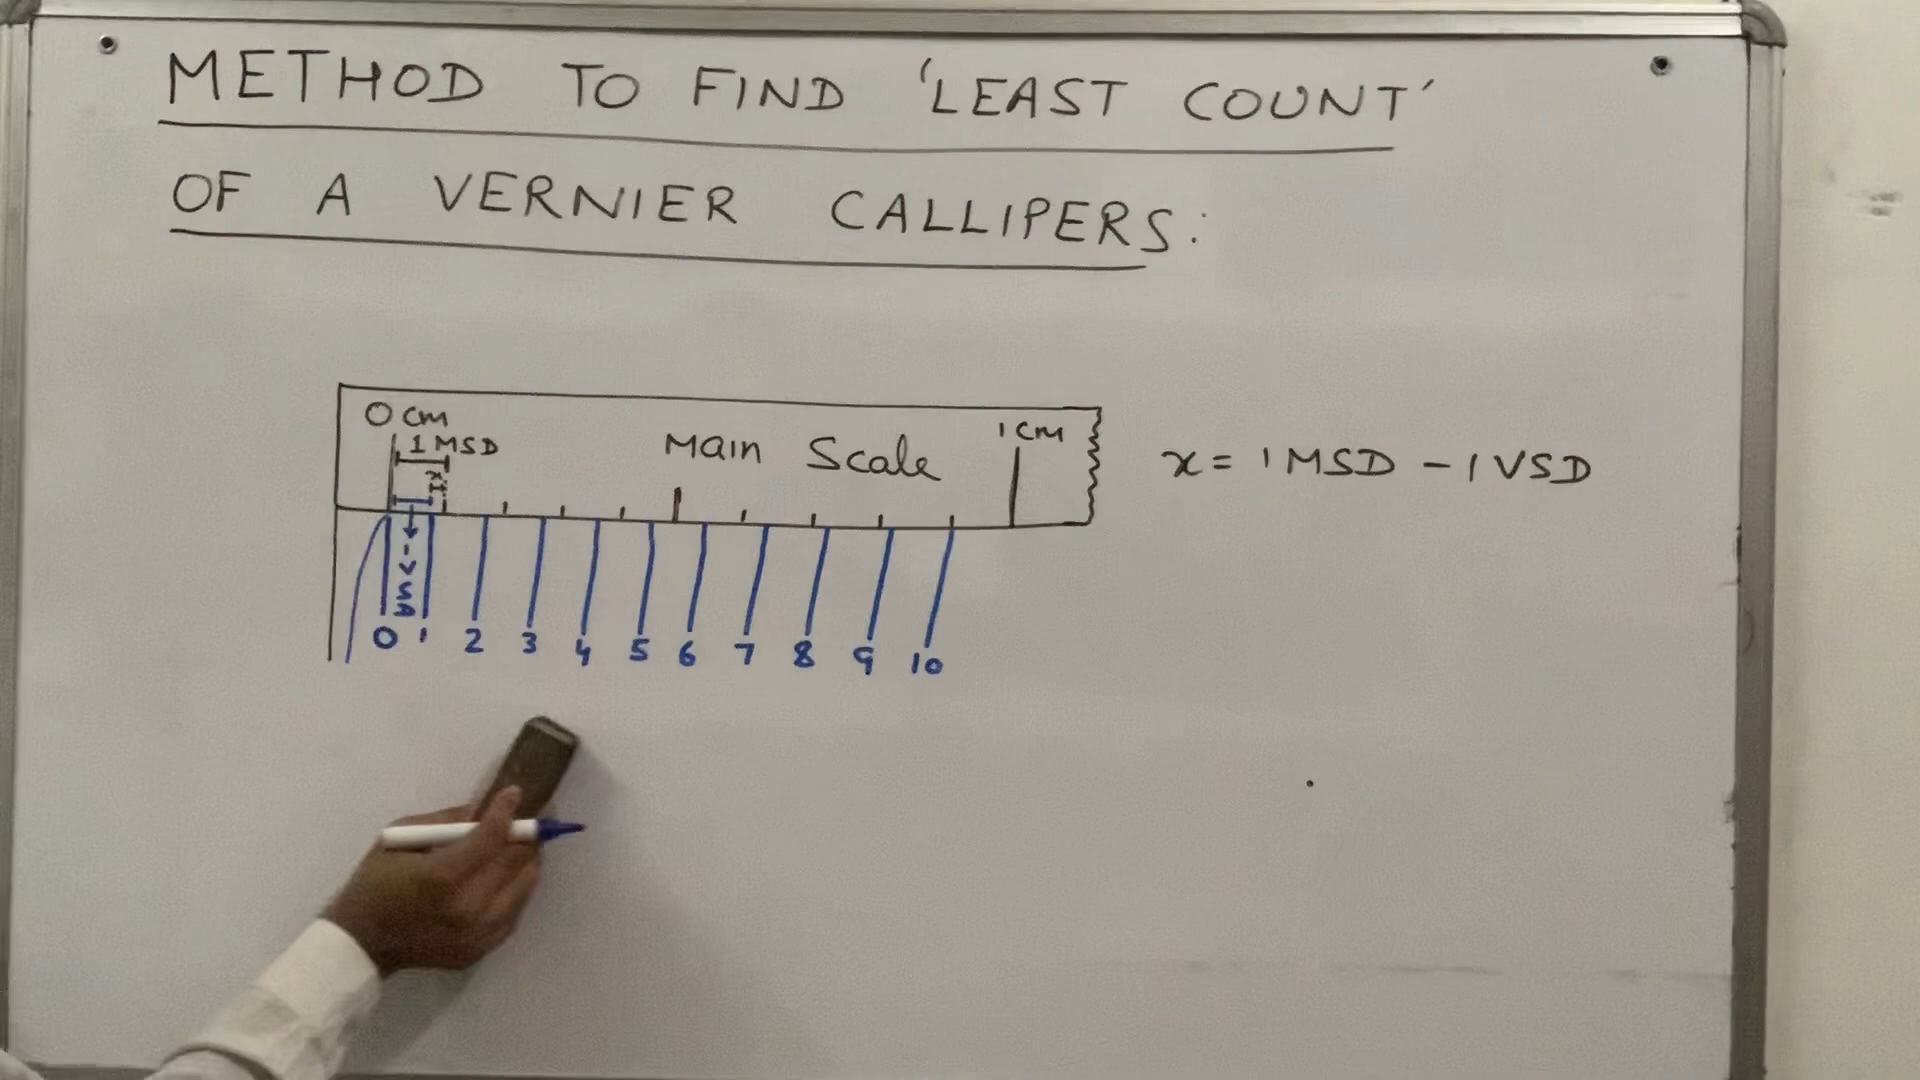 METHOD TO FIND 'LEAST COUNT'
OF A VERNIER CALLIPERS:
0 cm
1 cm
1 MSD
Main Scale
x = 1 MSD - 1 VSD
x
0 1 2 3 4 5 6 7 8 9 10